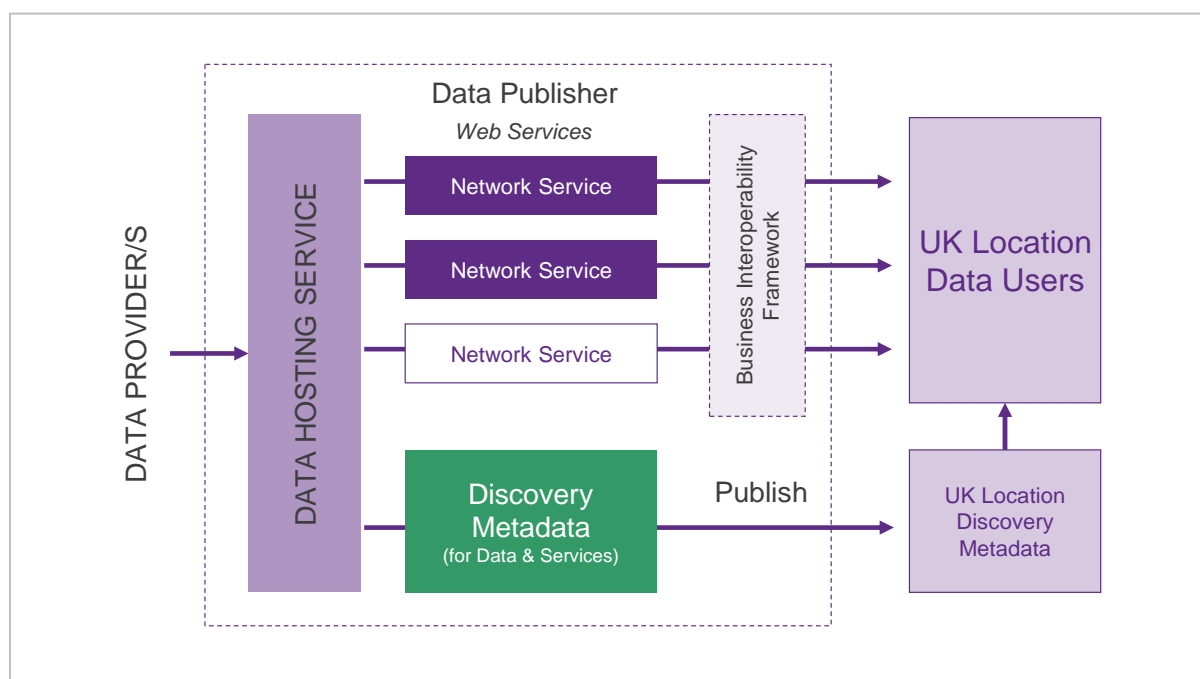 DATA PROVIDER/S
DATA HOSTING SERVICE
Data Publisher
Web Services
Network Service
Network Service
Network Service
Discovery
Metadata
(for Data & Services)
Business Interoperability
Framework
Publish
UK Location
Data Users
UK Location
Discovery
Metadata